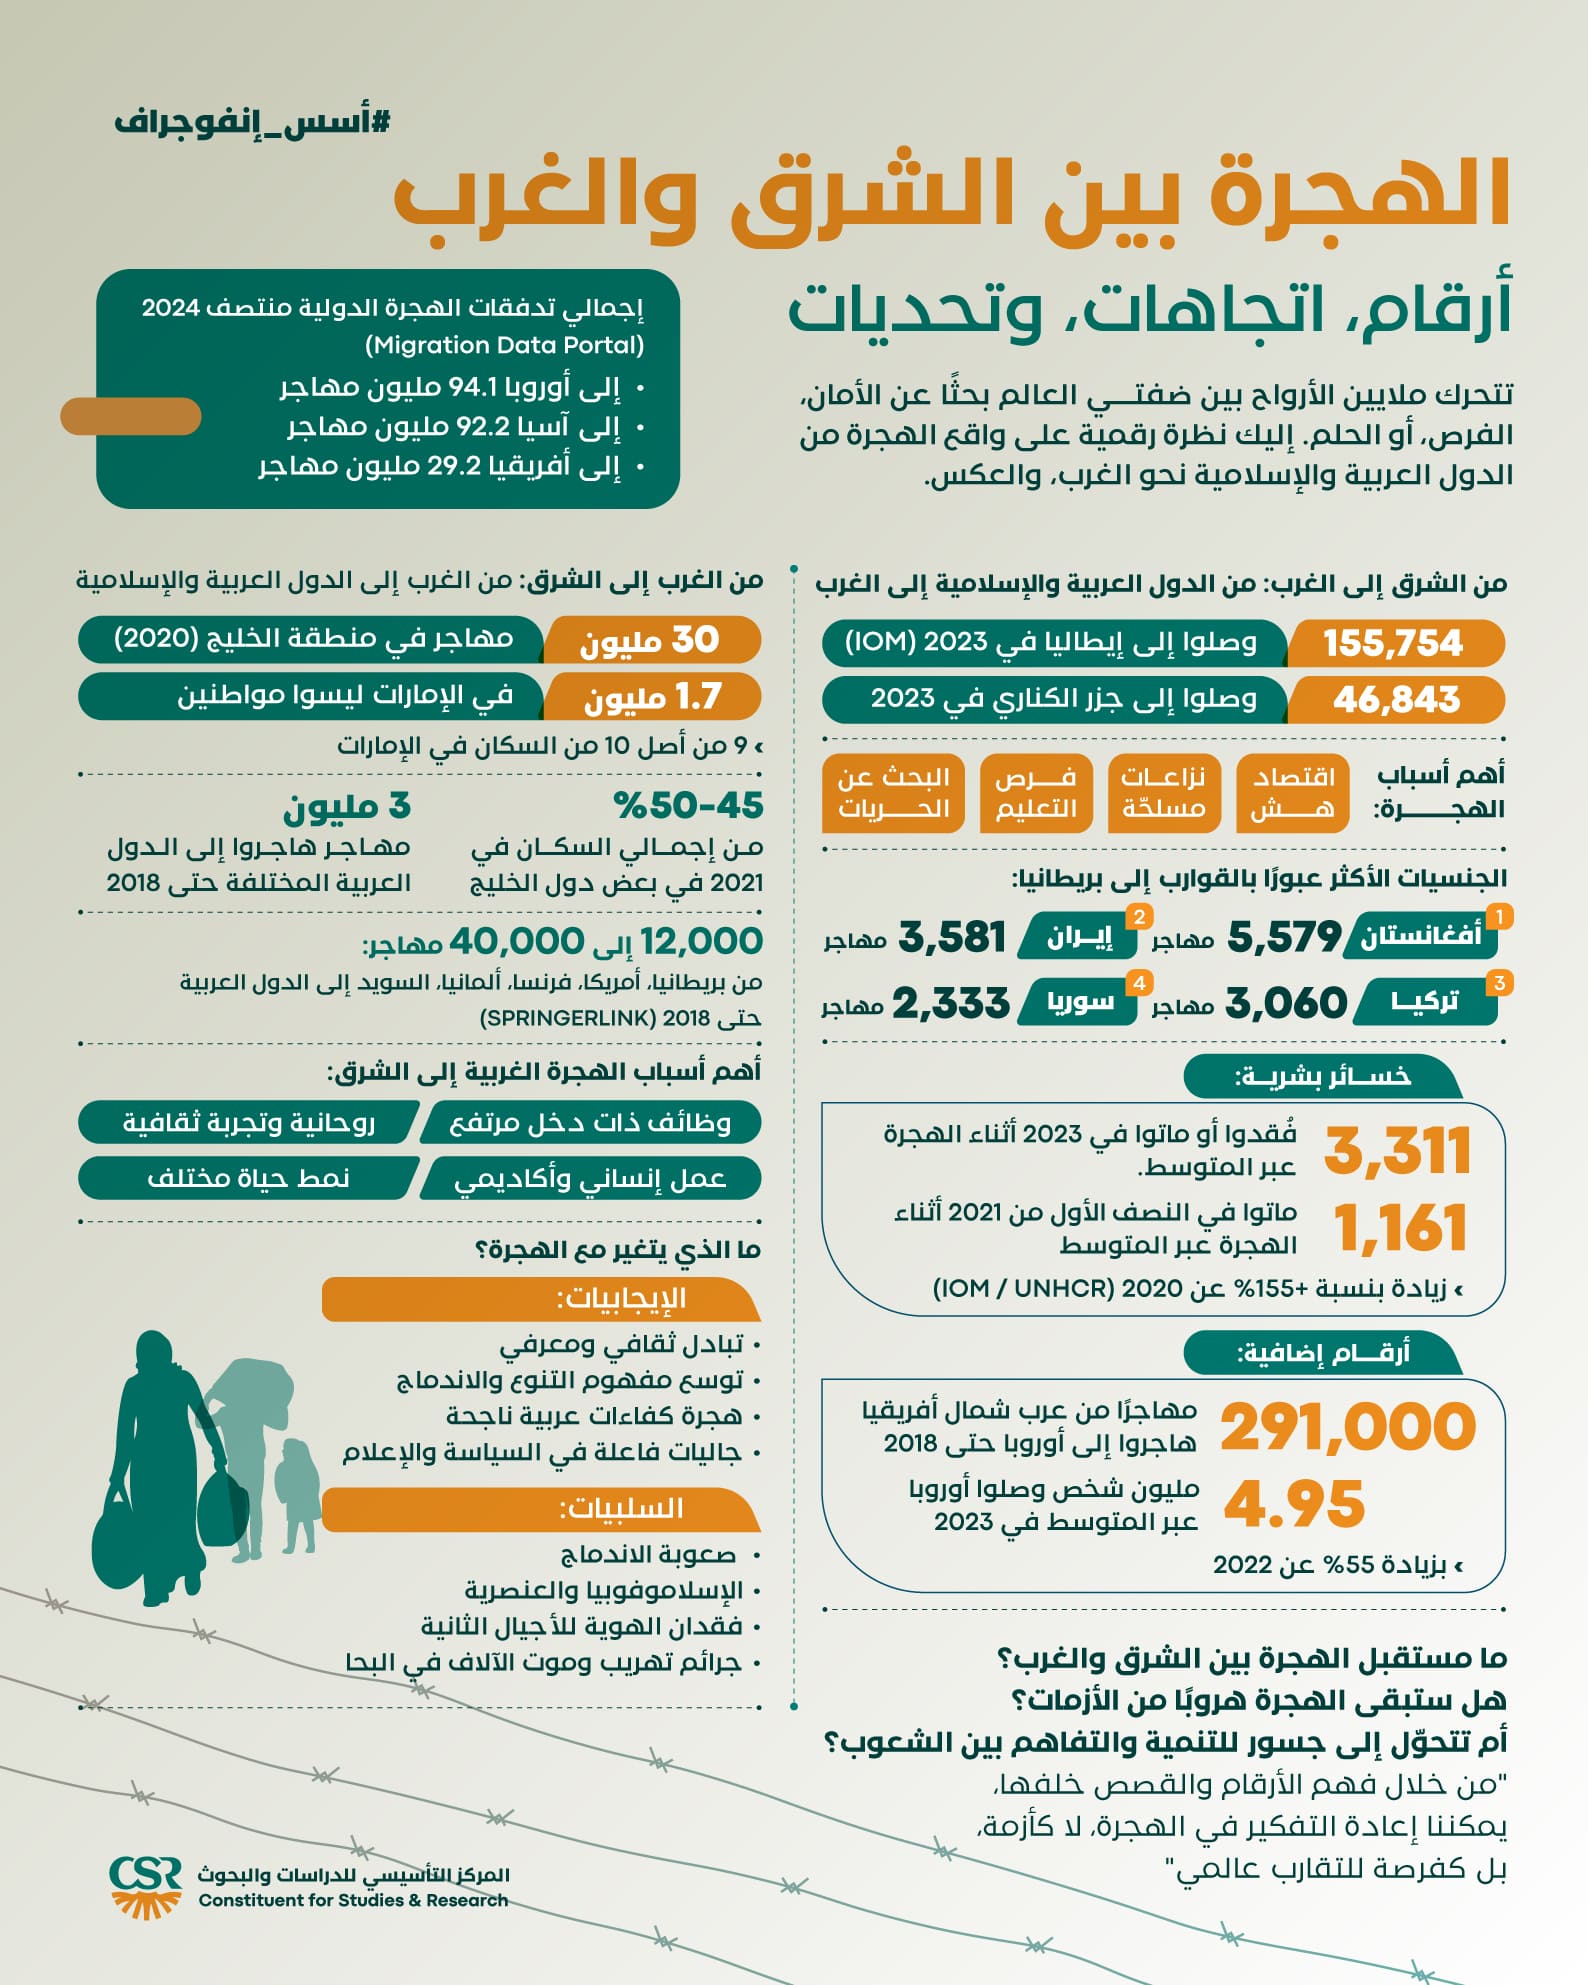 #أسس_إنفوجراف
الهجرة بين الشرق والغرب
أرقام، اتجاهات، وتحديات
تتحرك ملايين الأرواح بين ضفتـــي العالم بحثًا عن الأمان،
الفرص، أو الحلم. إليك نظرة رقمية على واقع الهجرة من
الدول العربية والإسلامية نحو الغرب، والعكس.
إجمالي تدفقات الهجرة الدولية منتصف 2024
(Migration Data Portal)
• إلى أوروبا 94.1 مليون مهاجر
• إلى آسيا 92.2 مليون مهاجر
• إلى أفريقيا 29.2 مليون مهاجر
من الشرق إلى الغرب: من الدول العربية والإسلامية إلى الغرب
155,754 وصلوا إلى إيطاليا في 2023 (IOM)
46,843 وصلوا إلى جزر الكناري في 2023
أهم أسباب
الهجـــــرة:
اقتصاد
هـــــش
نزاعــات
مسلحّة
فـــرص
التعليم
البحث عن
الحــــريات
الجنسيات الأكثر عبورًا بالقوارب إلى بريطانيا:
1 أفغانستان 5,579 مهاجر
2 إيــران 3,581 مهاجر
3 تركيــا 3,060 مهاجر
4 سوريا 2,333 مهاجر
خســائر بشريــة:
3,311 فُقدوا أو ماتوا في 2023 أثناء الهجرة
عبر المتوسط.
1,161 ماتوا في النصف الأول من 2021 أثناء
الهجرة عبر المتوسط
› زيادة بنسبة +155% عن 2020 (IOM / UNHCR)
أرقـــام إضافية:
291,000 مهاجرًا من عرب شمال أفريقيا
هاجروا إلى أوروبا حتى 2018
4.95 مليون شخص وصلوا أوروبا
عبر المتوسط في 2023
› بزيادة 55% عن 2022
ما مستقبل الهجرة بين الشرق والغرب؟
هل ستبقى الهجرة هروبًا من الأزمات؟
أم تتحوّل إلى جسور للتنمية والتفاهم بين الشعوب؟
"من خلال فهم الأرقام والقصص خلفها،
يمكننا إعادة التفكير في الهجرة، لا كأزمة،
بل كفرصة للتقارب عالمي"
من الغرب إلى الشرق: من الغرب إلى الدول العربية والإسلامية
30 مليون مهاجر في منطقة الخليج (2020)
1.7 مليون في الإمارات ليسوا مواطنين
› 9 من أصل 10 من السكان في الإمارات
45-50%
مـن إجمــالي السكــان في
2021 في بعض دول الخليج
3 مليون
مهـاجـر هاجـروا إلى الـدول
العربية المختلفة حتى 2018
12,000 إلى 40,000 مهاجر:
من بريطانيا، أمريكا، فرنسا، ألمانيا، السويد إلى الدول العربية
حتى 2018 (SPRINGERLINK)
أهم أسباب الهجرة الغربية إلى الشرق:
وظائف ذات دخل مرتفع
روحانية وتجربة ثقافية
عمل إنساني وأكاديمي
نمط حياة مختلف
ما الذي يتغير مع الهجرة؟
الإيجابيات:
• تبادل ثقافي ومعرفي
• توسع مفهوم التنوع والاندماج
• هجرة كفاءات عربية ناجحة
• جاليات فاعلة في السياسة والإعلام
السلبيات:
• صعوبة الاندماج
• الإسلاموفوبيا والعنصرية
• فقدان الهوية للأجيال الثانية
• جرائم تهريب وموت الآلاف في البحا
CSR
المركز التأسيسي للدراسات والبحوث
Constituent for Studies & Research